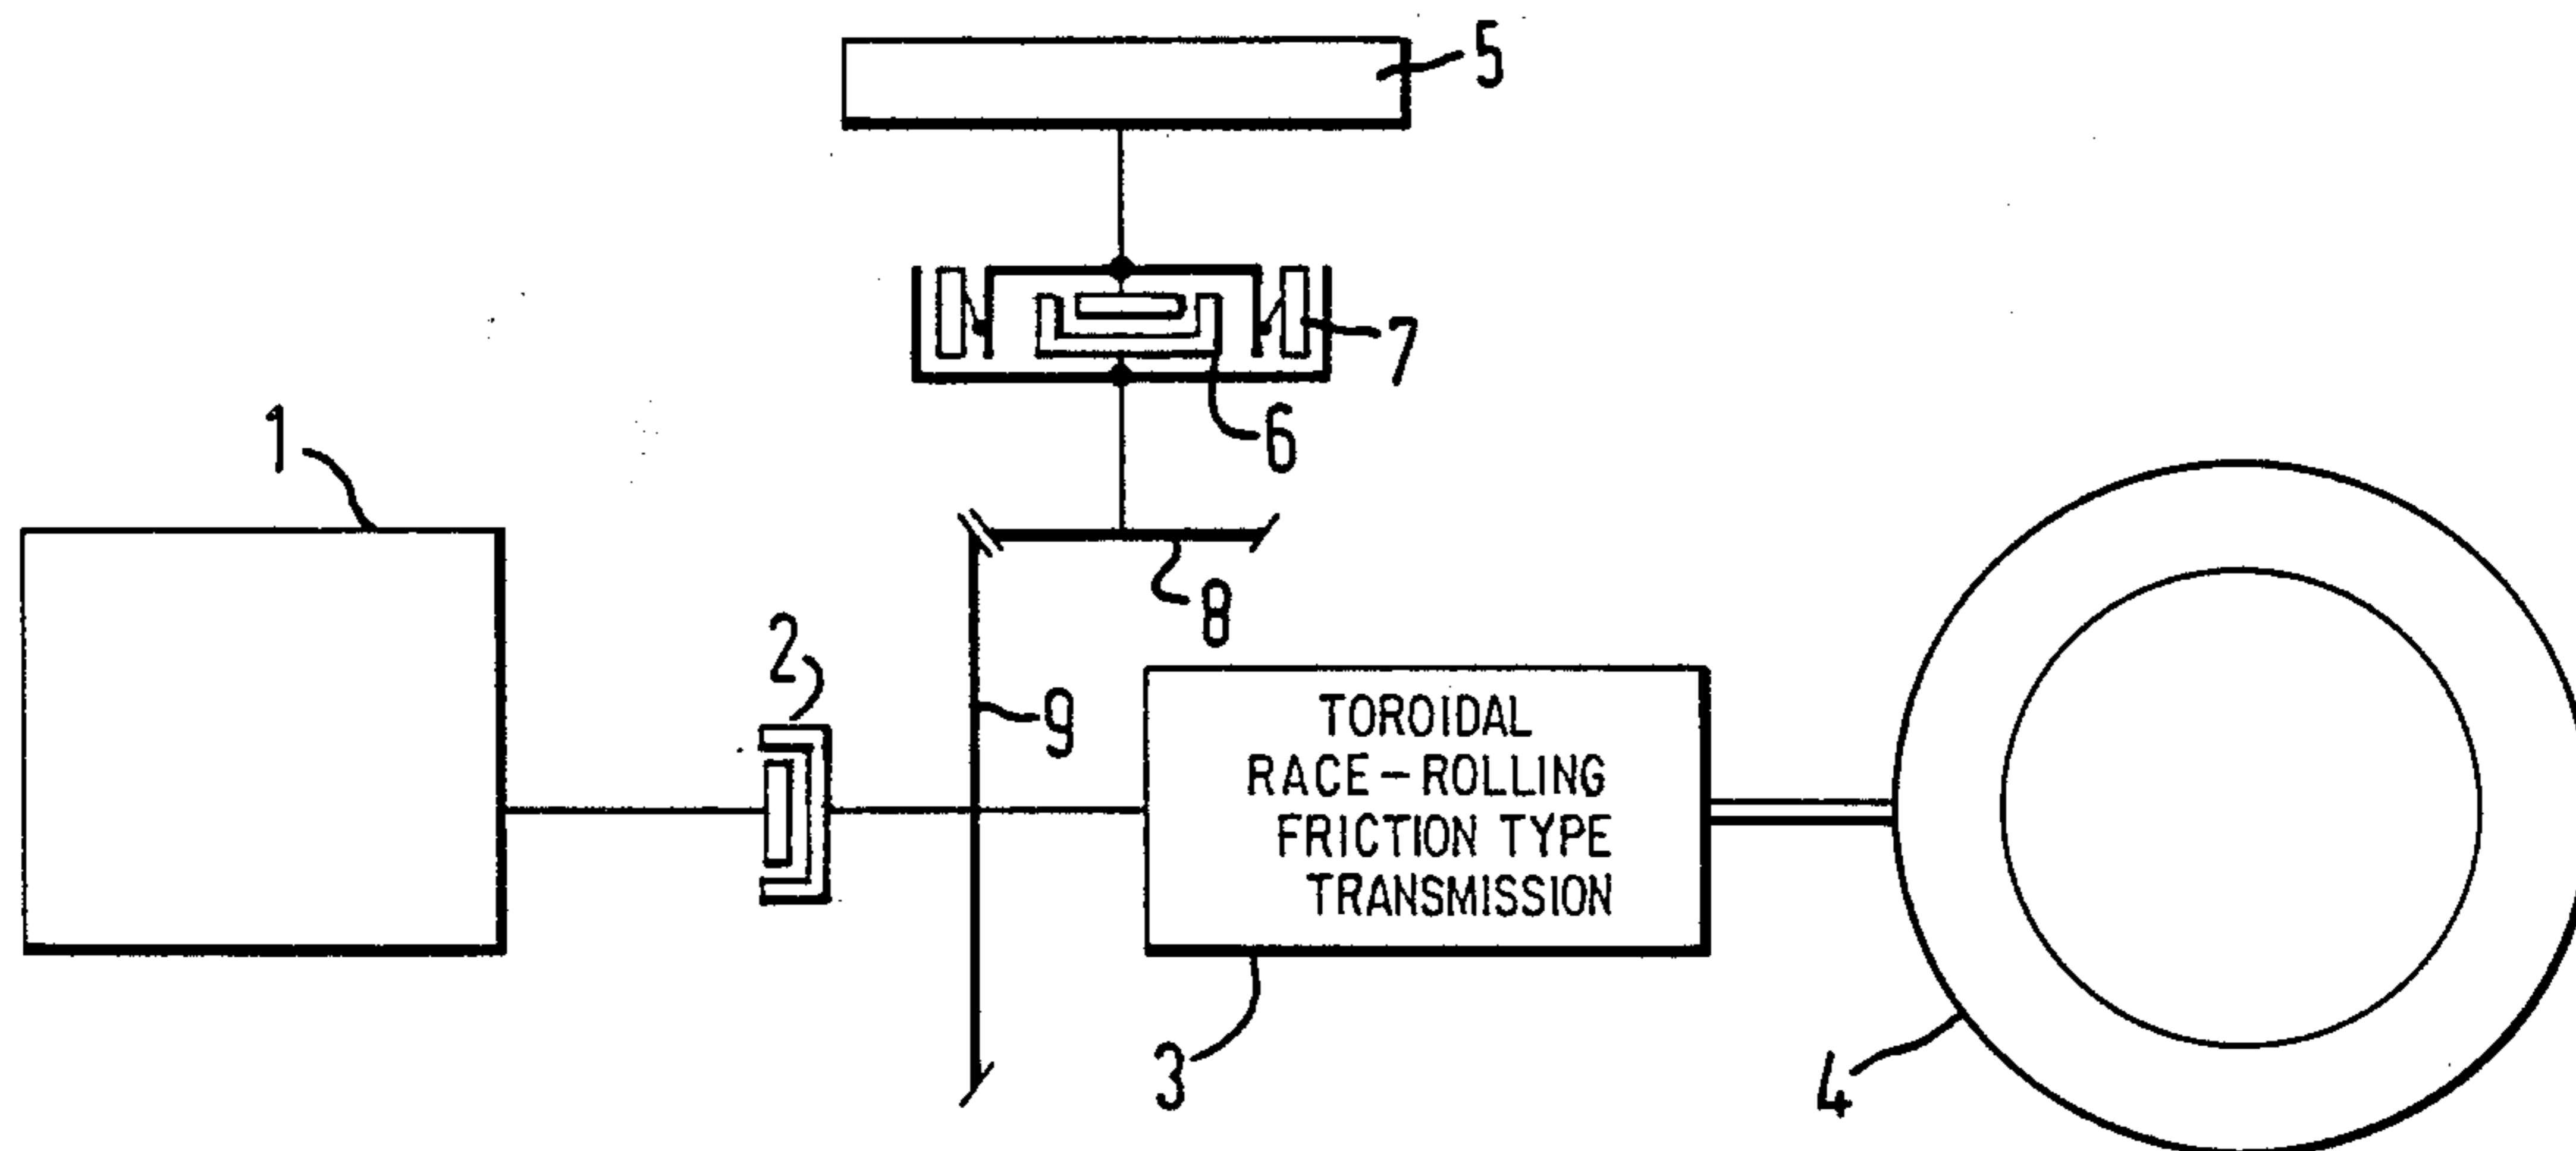 5
7
6
1
8
2
9
TOROIDAL
RACE-ROLLING
FRICTION TYPE
TRANSMISSION
3
4